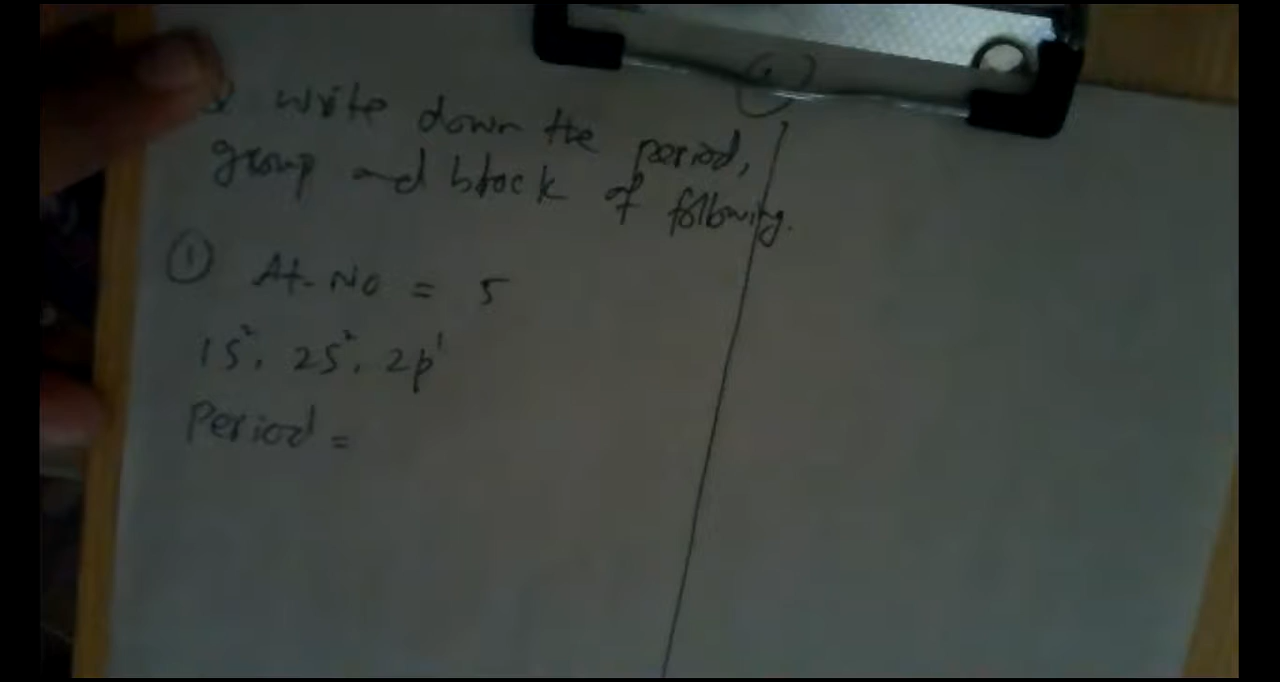 write down the period,
group and block of following.
① At. No = 5
1s², 2s², 2p¹
Period =